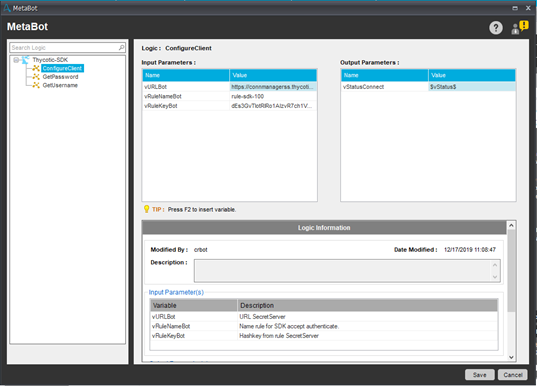 MetaBot
MetaBot
Search Logic
Thycotic-SDK
ConfigureClient
GetPassword
GetUsername
Logic : ConfigureClient
Input Parameters :
Name Value
vURLBot https://connmanagerss.thycoti...
vRuleNameBot rule-sdk-100
vRuleKeyBot
Output Parameters :
Name Value
vStatusConnect $vStatus$
TIP : Press F2 to insert variable.
Logic Information
Modified By : crbot Date Modified : 12/17/2019 11:08:47
Description :
Input Parameter(s)
Variable Description
vURLBot URL SecretServer
vRuleNameBot Name rule for SDK accept authenticate.
vRuleKeyBot Hashkey from rule SecretServer
Save Cancel